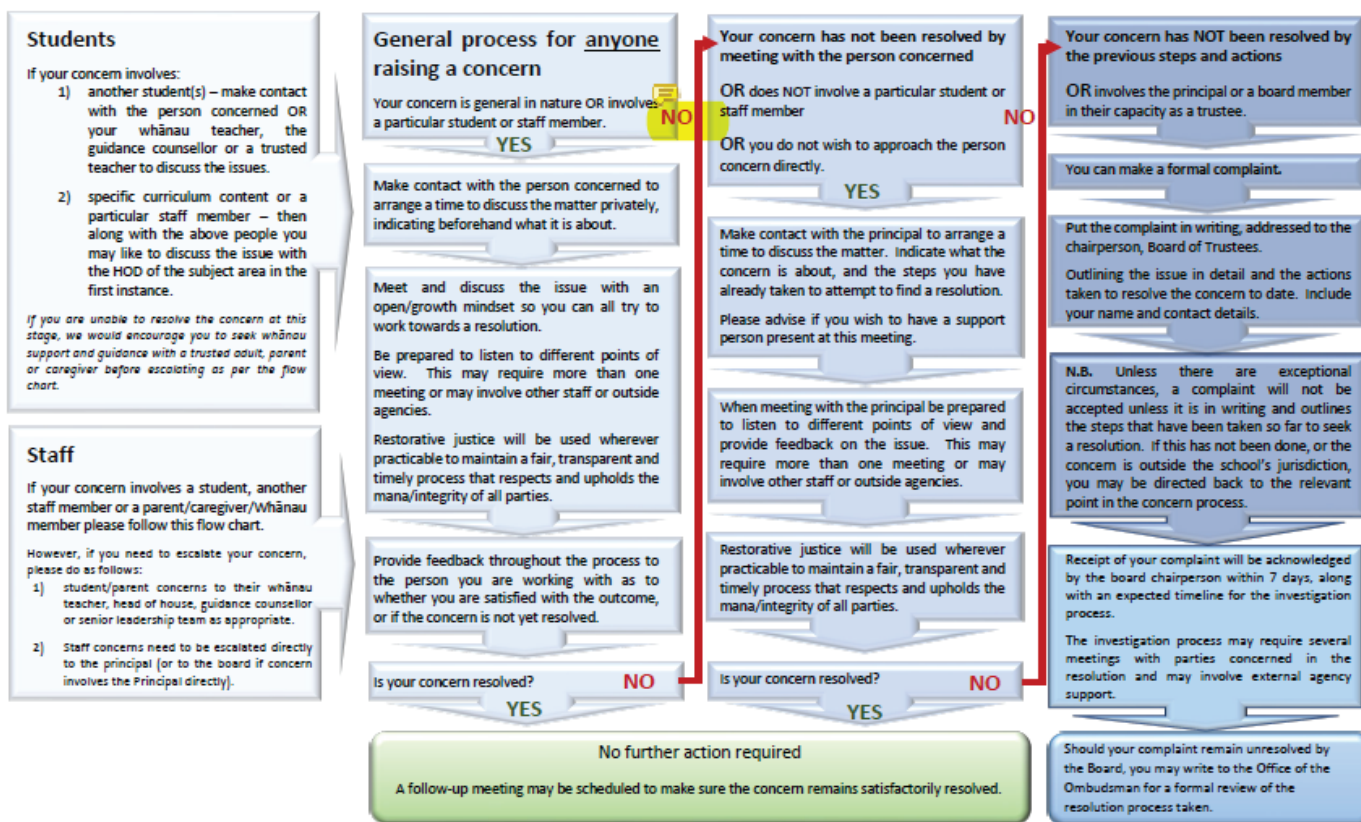 Students
If your concern involves:
1) another student(s) – make contact
with the person concerned OR
your whānau teacher, the
guidance counsellor or a trusted
teacher to discuss the issues.
2) specific curriculum content or a
particular staff member – then
along with the above people you
may like to discuss the issue with
the HOD of the subject area in the
first instance.
If you are unable to resolve the concern at this
stage, we would encourage you to seek whānau
support and guidance with a trusted adult, parent
or caregiver before escalating as per the flow
chart.
Staff
If your concern involves a student, another
staff member or a parent/caregiver/Whānau
member please follow this flow chart.
However, if you need to escalate your concern,
please do as follows:
1) student/parent concerns to their whānau
teacher, head of house, guidance counsellor
or senior leadership team as appropriate.
2) Staff concerns need to be escalated directly
to the principal (or to the board if concern
involves the Principal directly).
General process for anyone
raising a concern
Your concern is general in nature OR involves
a particular student or staff member.
NO
YES
Make contact with the person concerned to
arrange a time to discuss the matter privately,
indicating beforehand what it is about.
Meet and discuss the issue with an
open/growth mindset so you can all try to
work towards a resolution.
Be prepared to listen to different points of
view. This may require more than one
meeting or may involve other staff or outside
agencies.
Restorative justice will be used wherever
practicable to maintain a fair, transparent and
timely process that respects and upholds the
mana/integrity of all parties.
Provide feedback throughout the process to
the person you are working with as to
whether you are satisfied with the outcome,
or if the concern is not yet resolved.
Is your concern resolved? NO
YES
Your concern has not been resolved by
meeting with the person concerned
OR does NOT involve a particular student or
staff member
NO
OR you do not wish to approach the person
concern directly.
YES
Make contact with the principal to arrange a
time to discuss the matter. Indicate what the
concern is about, and the steps you have
already taken to attempt to find a resolution.
Please advise if you wish to have a support
person present at this meeting.
When meeting with the principal be prepared
to listen to different points of view and
provide feedback on the issue. This may
require more than one meeting or may
involve other staff or outside agencies.
Restorative justice will be used wherever
practicable to maintain a fair, transparent and
timely process that respects and upholds the
mana/integrity of all parties.
Is your concern resolved? NO
YES
No further action required
A follow-up meeting may be scheduled to make sure the concern remains satisfactorily resolved.
Your concern has NOT been resolved by
the previous steps and actions
OR involves the principal or a board member
in their capacity as a trustee.
You can make a formal complaint.
Put the complaint in writing, addressed to the
chairperson, Board of Trustees.
Outlining the issue in detail and the actions
taken to resolve the concern to date. Include
your name and contact details.
N.B. Unless there are exceptional
circumstances, a complaint will not be
accepted unless it is in writing and outlines
the steps that have been taken so far to seek
a resolution. If this has not been done, or the
concern is outside the school's jurisdiction,
you may be directed back to the relevant
point in the concern process.
Receipt of your complaint will be acknowledged
by the board chairperson within 7 days, along
with an expected timeline for the investigation
process.
The investigation process may require several
meetings with parties concerned in the
resolution and may involve external agency
support.
Should your complaint remain unresolved by
the Board, you may write to the Office of the
Ombudsman for a formal review of the
resolution process taken.